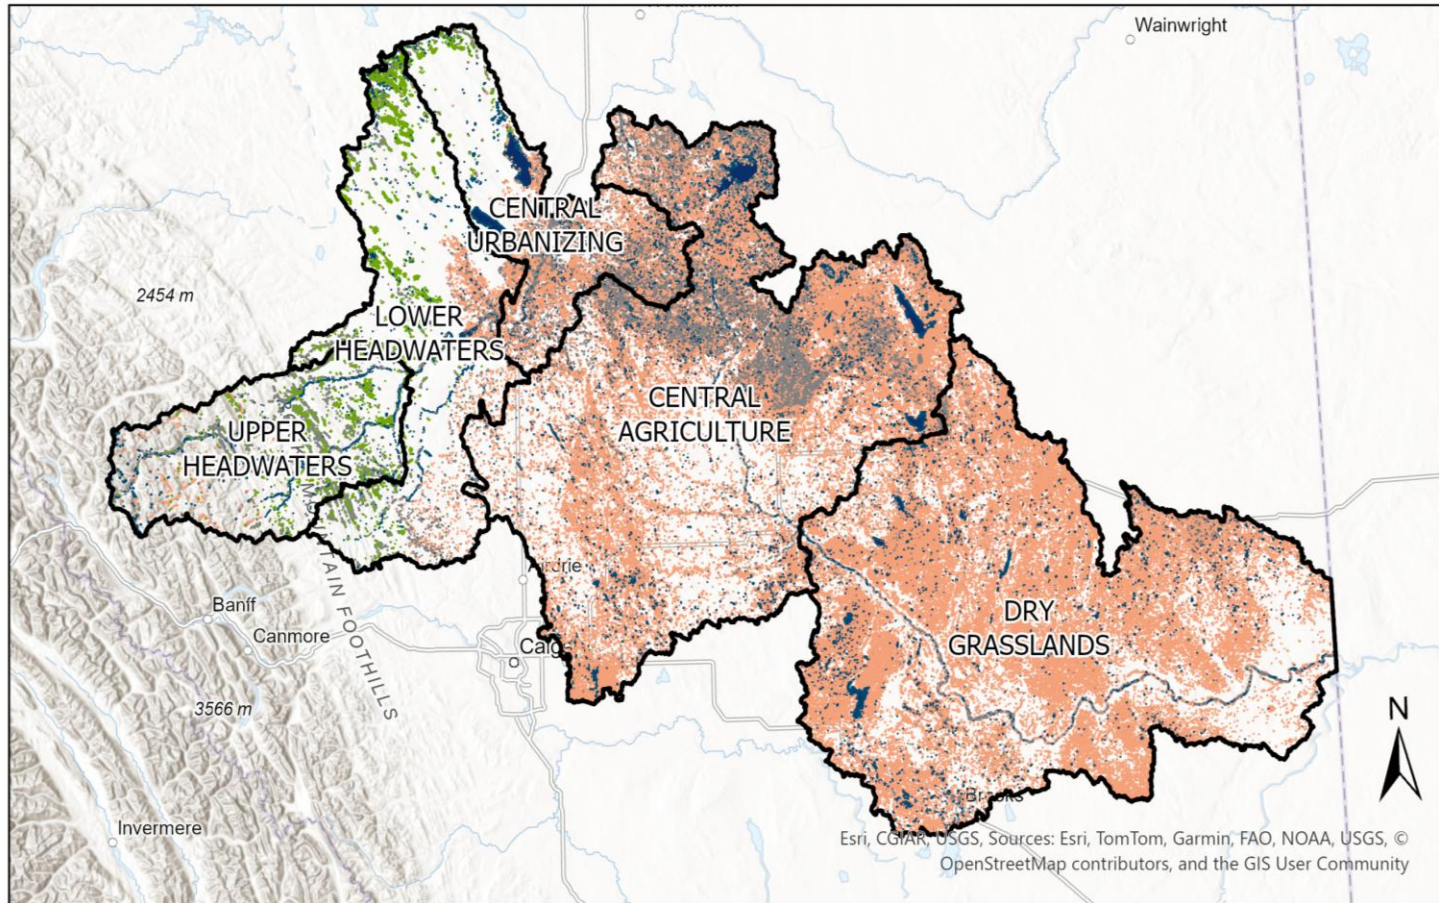 Wainwright
CENTRAL
URBANIZING
2454 m
LOWER
HEADWATERS
CENTRAL
AGRICULTURE
UPPER
HEADWATERS
TAIN FOOTHILLS
Banff
Canmore
DRY
GRASSLANDS
3566 m
N
Invermere
Esri, CGIAR, USGS, Sources: Esri, TomTom, Garmin, FAO, NOAA, USGS, ©
OpenStreetMap contributors, and the GIS User Community